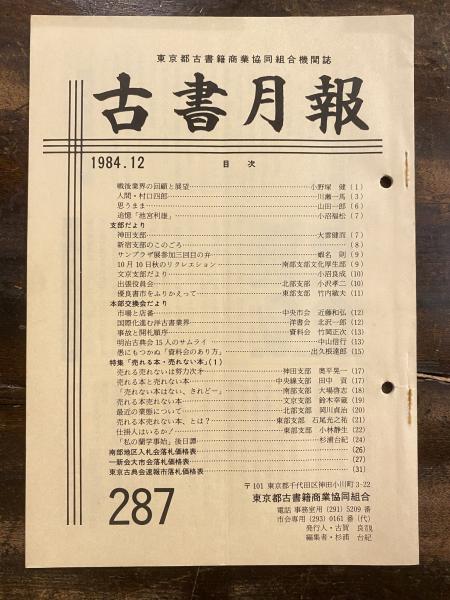 東京都古書籍商業協同組合機関誌
古書月報
1984.12 目次
戦後業界の回顧と展望 小野塚 健 (1)
人間・村口四郎 川瀬一馬 (3)
思うまま 山田一郎 (6)
追憶「池宮利雄」 小沼福松 (7)
支部だより
神田支部 大雲健而 (7)
新宿支部のこのごろ (8)
サンプラザ展参加三回目の弁 蝦名 則 (9)
10月10日秋のリクレエション 南部支部文化厚生部 (9)
文京支部だより 小沼良成 (10)
出張役員会 北部支部 小沢孝二 (10)
優良書市をふりかえって 東部支部 竹内敏夫 (11)
本部交換会だより
市場と店番 中央市会 近藤和弘 (12)
国際化進む洋古書業界 洋書会 北沢一郎 (12)
事故と開札順序 資料会 竹岡正次 (13)
明治古典会15人のサムライ 中山信行 (13)
愚にもつかぬ「資料会のあり方」 出久根達郎 (15)
特集「売れる本・売れない本」(1)
売れる売れないは努力次第 神田支部 奥平晃一 (17)
売れる本と売れない本 中央線支部 田中 貢 (17)
「売れない本はない、されど─」 南部支部 大場啓志 (18)
売れる本売れない本 文京支部 鈴木幸蔵 (19)
最近の業態について 北部支部 岡川貞治 (20)
売れる本売れない本、とは? 東部支部 石尾光之祐 (21)
仕掛人はいるか! 東部支部 小林静生 (22)
「私の蘭学事始」後日譚 杉浦台紀 (24)
南部地区入札会落札価格表 (26)
一新会大市会落札価格表 (27)
東京古典会速報市落札価格表 (31)
287
〒101 東京都千代田区神田小川町3-22
東京都古書籍商業協同組合
電話 事務室用 (291) 5209 番
市会専用 (293) 0161 番 (代)
発行人・古賀 良
編集者・杉浦 台紀